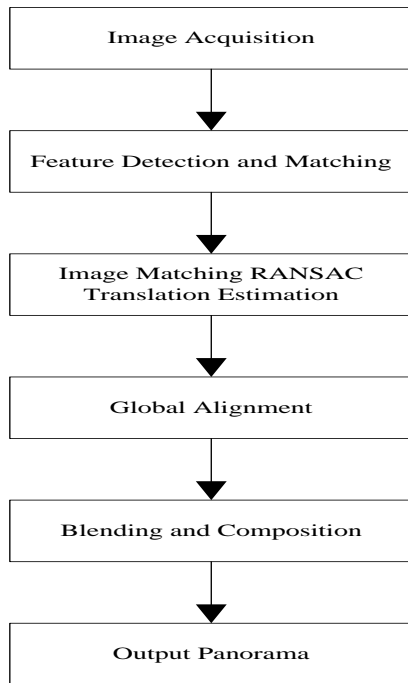 Image Acquisition
Feature Detection and Matching
Image Matching RANSAC
Translation Estimation
Global Alignment
Blending and Composition
Output Panorama